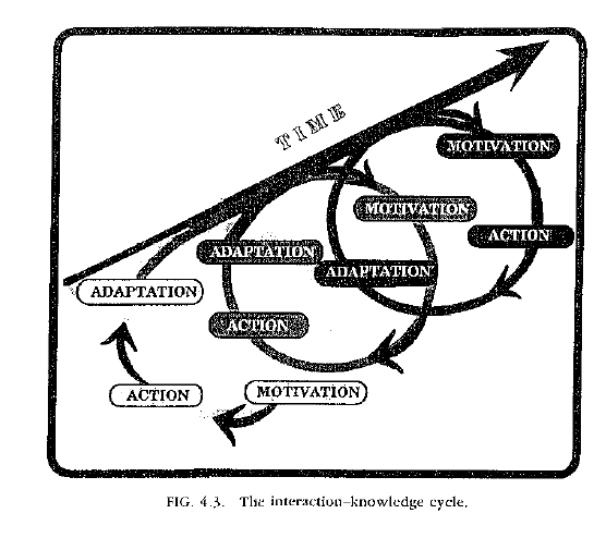 TIME
MOTIVATION
MOTIVATION
ACTION
ADAPTATION
ADAPTATION
ADAPTATION
ACTION
ACTION
MOTIVATION
FIG. 4.3. The interaction–knowledge cycle.